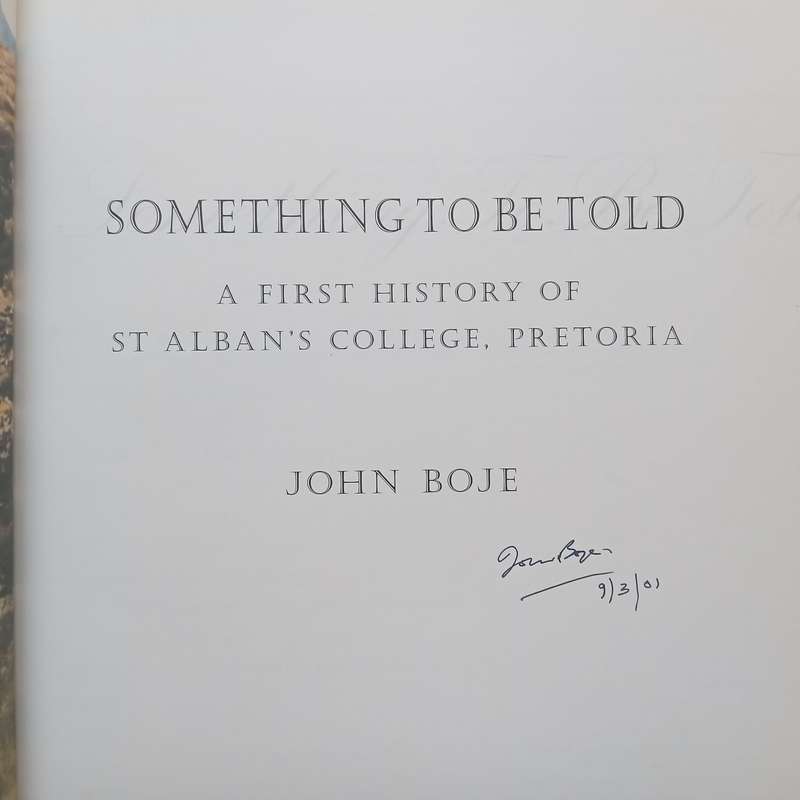 SOMETHING TO BE TOLD
A FIRST HISTORY OF
ST ALBAN'S COLLEGE, PRETORIA
JOHN BOJE
John Boje
9/3/01